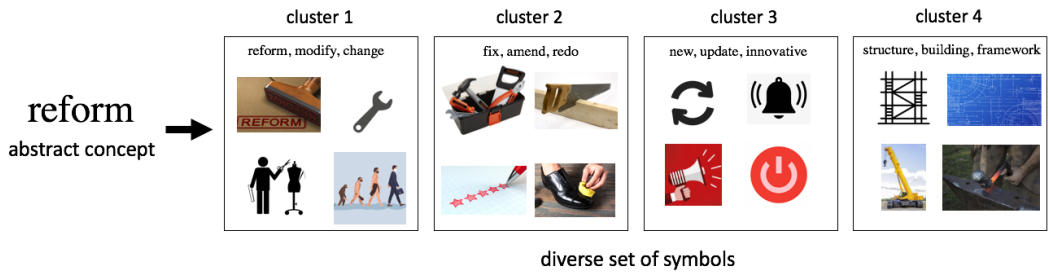 cluster 1
cluster 2
cluster 3
cluster 4
reform, modify, change
fix, amend, redo
new, update, innovative
structure, building, framework
REFORM
reform
abstract concept
diverse set of symbols